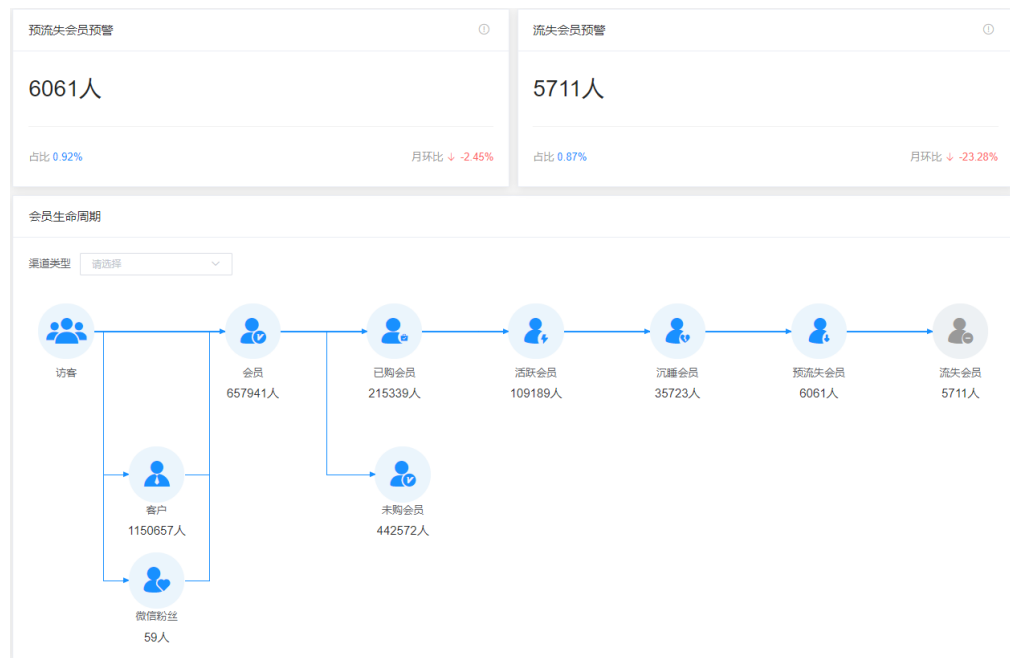 预流失会员预警
6061人
占比 0.92%
月环比 ↓ -2.45%
流失会员预警
5711人
占比 0.87%
月环比 ↓ -23.28%
会员生命周期
渠道类型 请选择
访客
会员
657941人
已购会员
215339人
活跃会员
109189人
沉睡会员
35723人
预流失会员
6061人
流失会员
5711人
客户
1150657人
未购会员
442572人
微信粉丝
59人